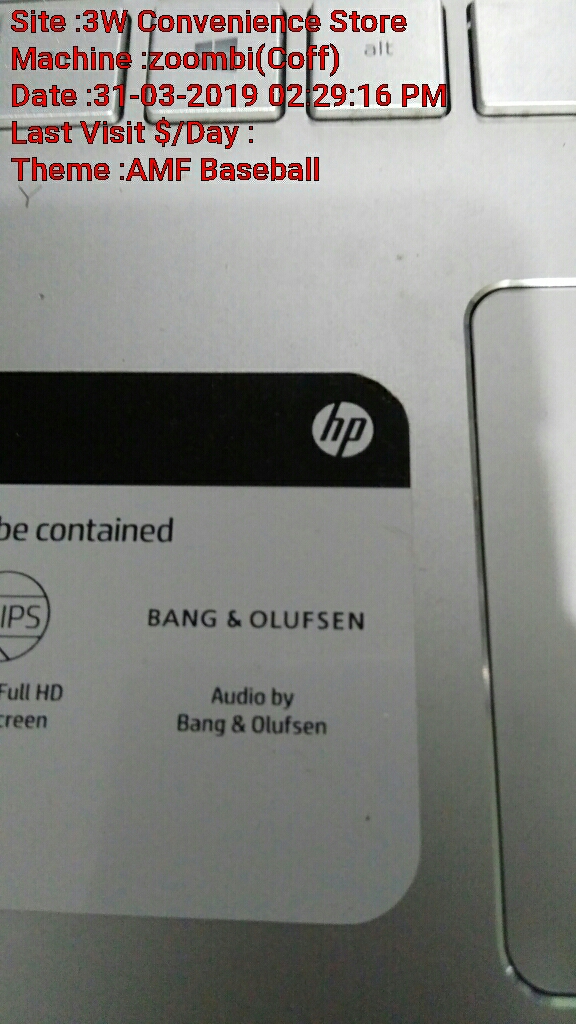 Site :3W Convenience Store
Machine :zoombi(Coff)
alt
Date :31-03-2019 02:29:16 PM
Last Visit $/Day :
Theme :AMF Baseball
hp
be contained
IPS
BANG & OLUFSEN
Full HD
creen
Audio by
Bang & Olufsen